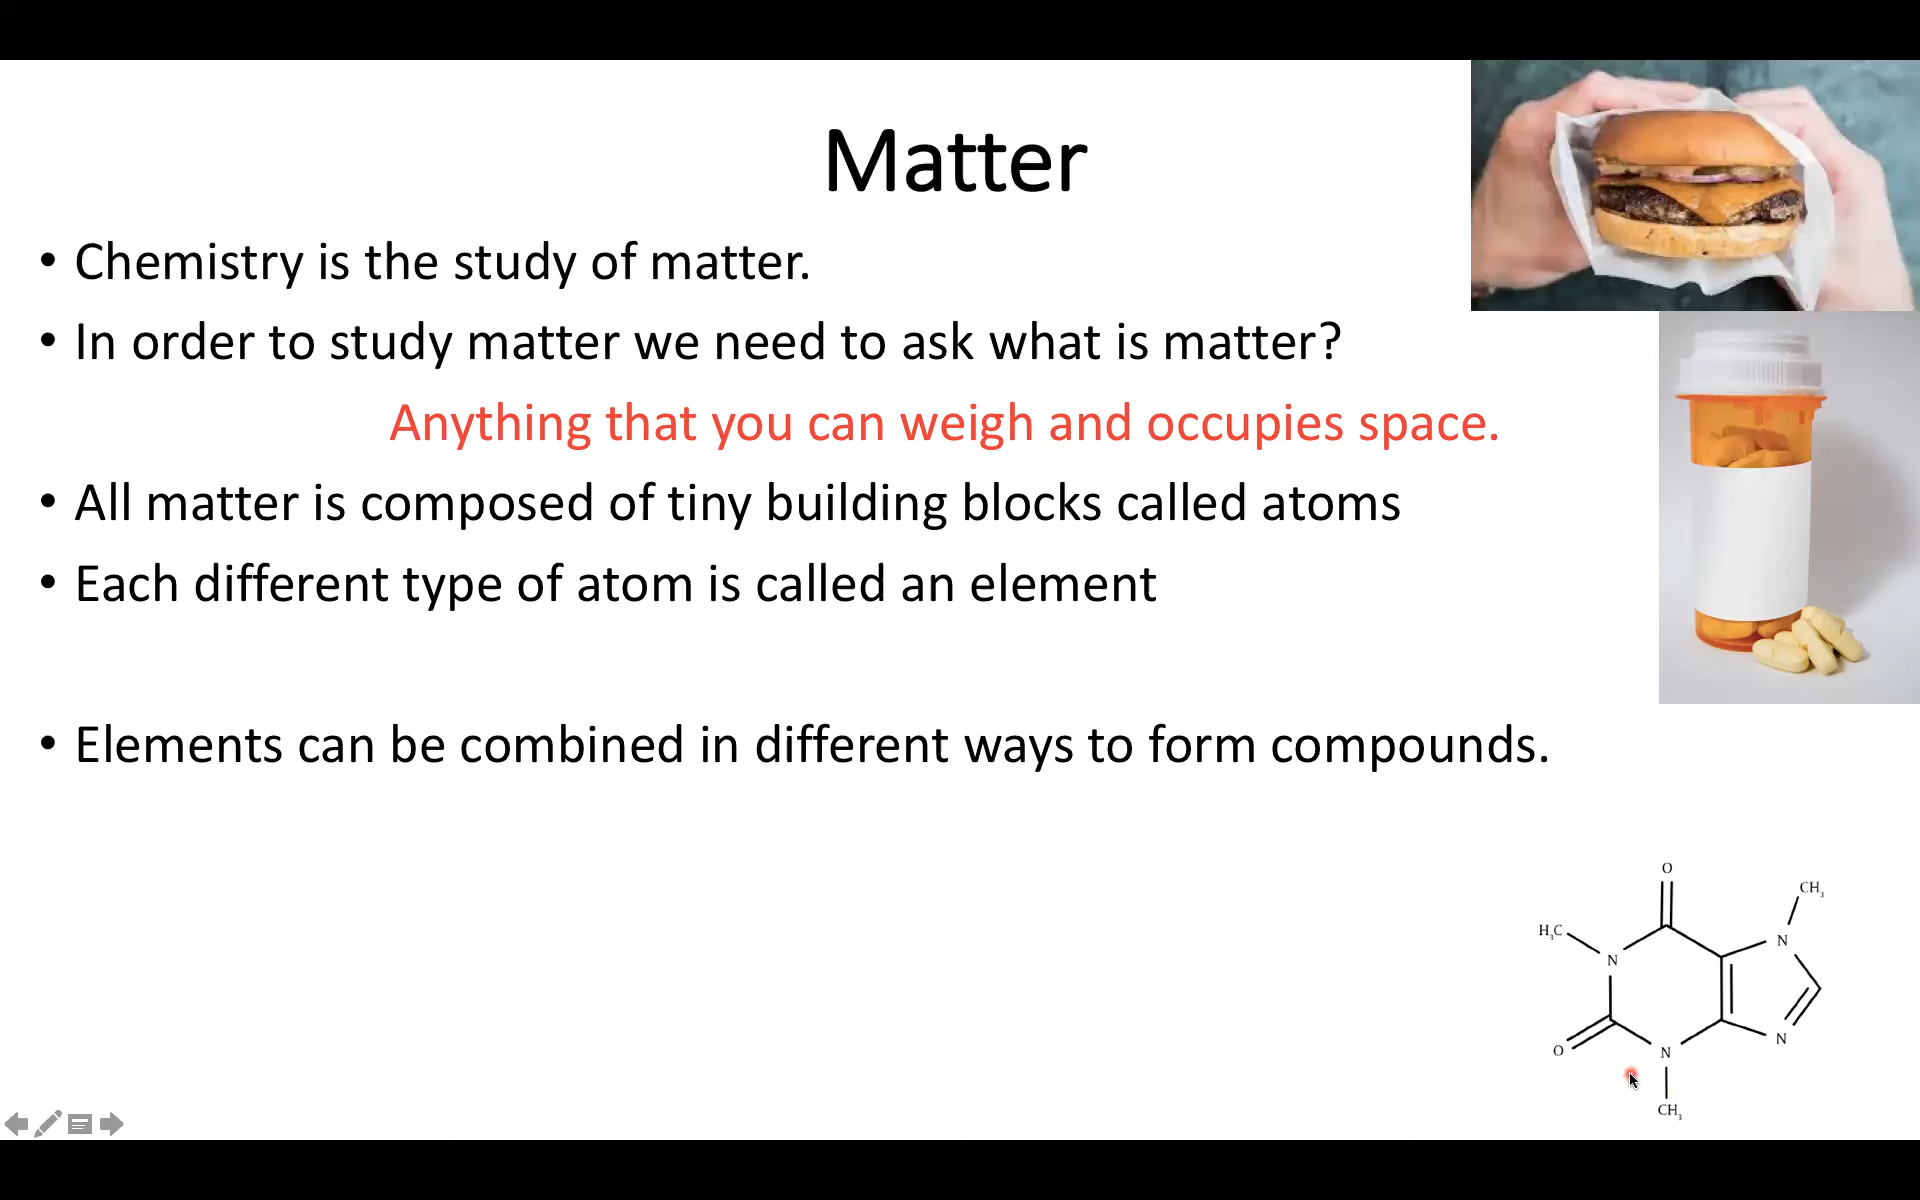 Matter
• Chemistry is the study of matter.
• In order to study matter we need to ask what is matter?
Anything that you can weigh and occupies space.
• All matter is composed of tiny building blocks called atoms
• Each different type of atom is called an element
• Elements can be combined in different ways to form compounds.
O
CH₃
H₃C
N
N
O
N
N
CH₃